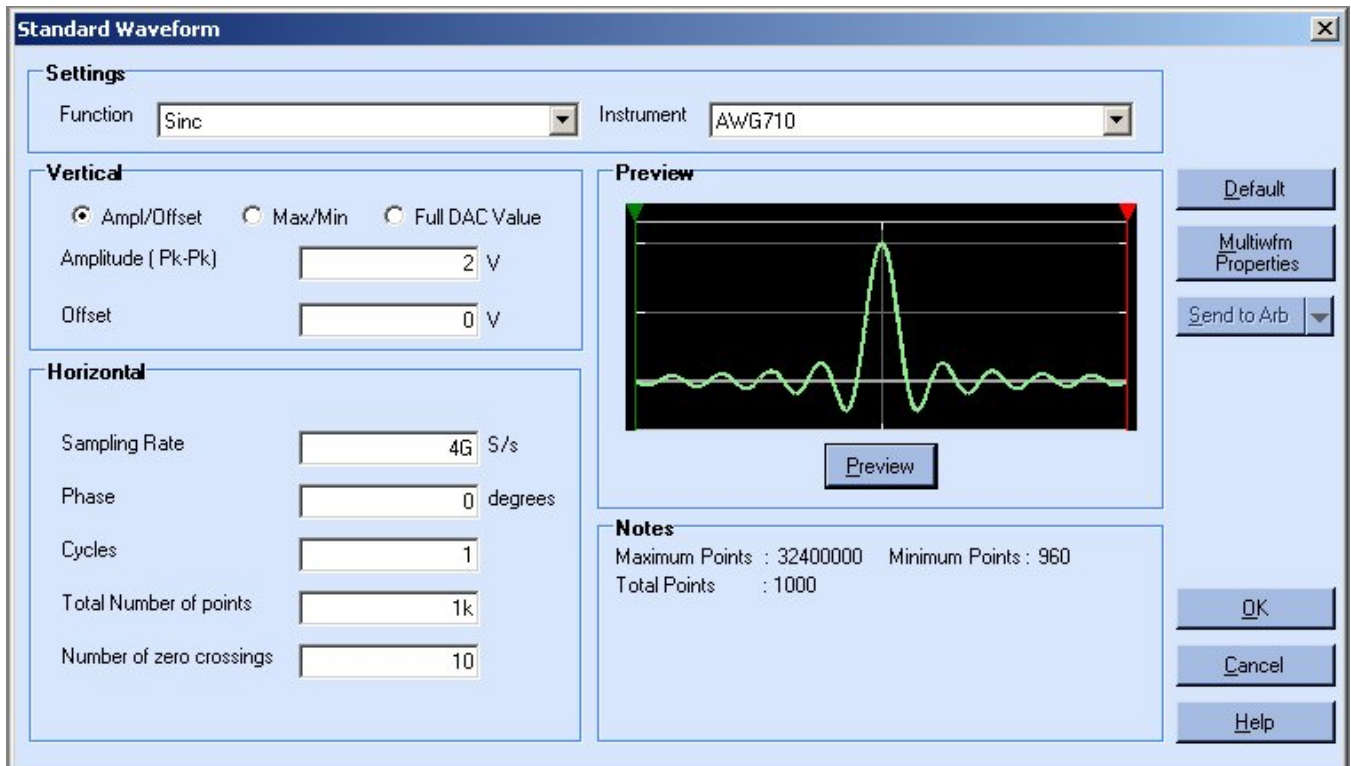 Standard Waveform
Settings
Function Sinc Instrument AWG710
Vertical
Ampl/Offset Max/Min Full DAC Value
Amplitude ( Pk-Pk) 2 V
Offset 0 V
Horizontal
Sampling Rate 4G S/s
Phase 0 degrees
Cycles 1
Total Number of points 1k
Number of zero crossings 10
Preview
Preview
Notes
Maximum Points : 32400000 Minimum Points : 960
Total Points : 1000
Default
Multiwfm
Properties
Send to Arb
OK
Cancel
Help